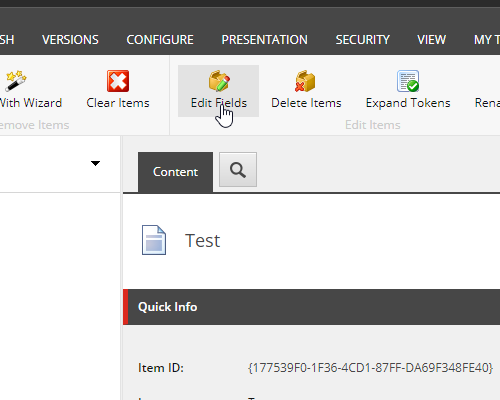 SH VERSIONS CONFIGURE PRESENTATION SECURITY VIEW MY T
With Wizard Clear Items Edit Fields Delete Items Expand Tokens Rena
emove Items Edit Items
Content
Test
Quick Info
Item ID: {177539F0-1F36-4CD1-87FF-DA69F348FE40}